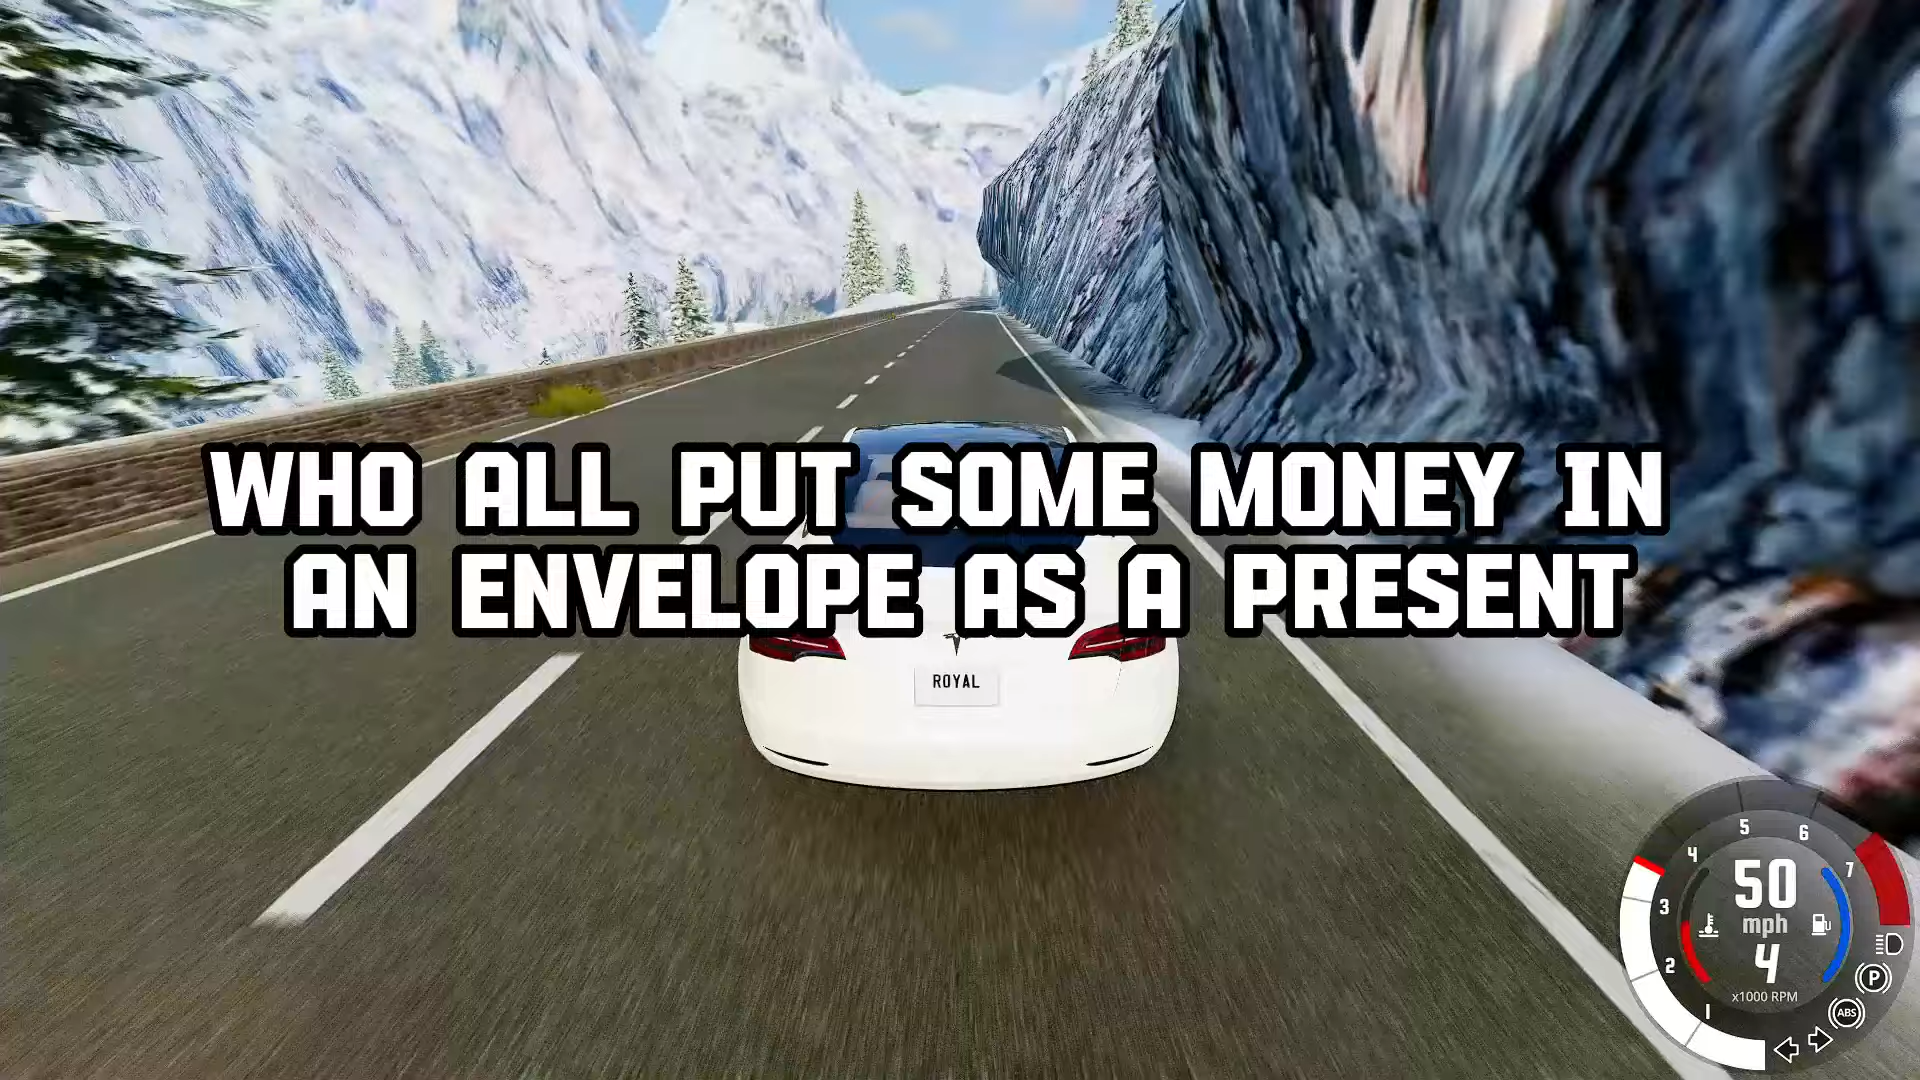 WHO ALL PUT SOME MONEY IN
AN ENVELOPE AS A PRESENT
ROYAL
5 6
4 7
50
3
mph
4
2
x1000 RPM
1
P
ABS